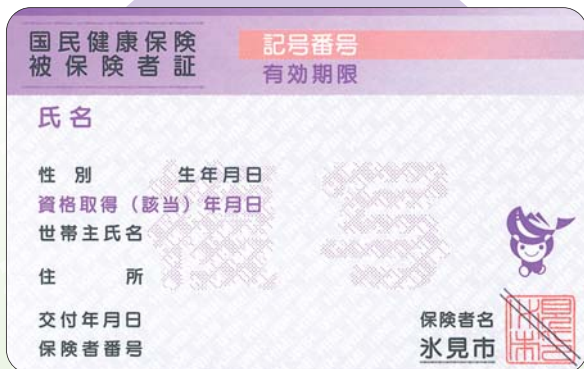 国民健康保険
被保険者証
記号番号
有効期限
氏名
性別 生年月日
資格取得（該当）年月日
世帯主氏名
住所
交付年月日
保険者番号
保険者名
氷見市